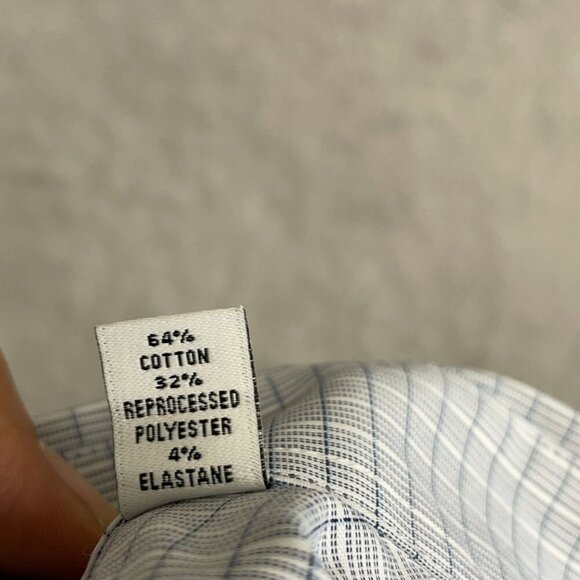 64%
COTTON
32%
REPROCESSED
POLYESTER
4%
ELASTANE